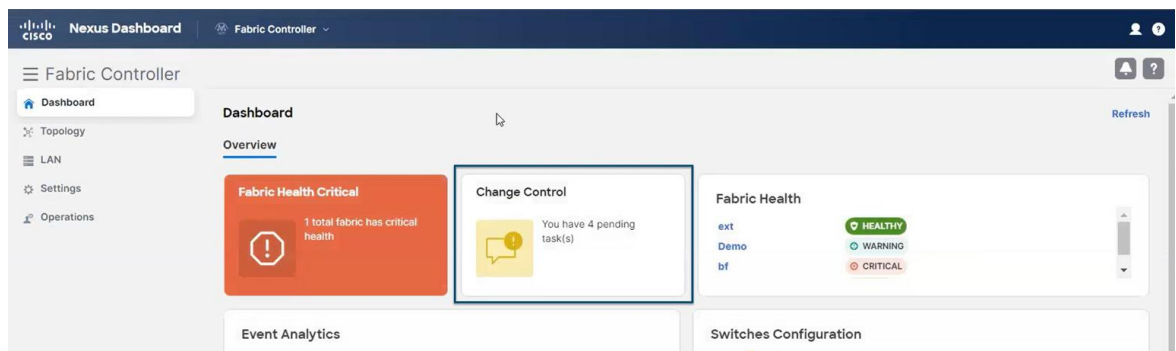 cisco Nexus Dashboard Fabric Controller
Fabric Controller
Dashboard
Topology
LAN
Settings
Operations
Dashboard
Refresh
Overview
Fabric Health Critical
1 total fabric has critical
health
Change Control
You have 4 pending
task(s)
Fabric Health
ext HEALTHY
Demo WARNING
bf CRITICAL
Event Analytics
Switches Configuration